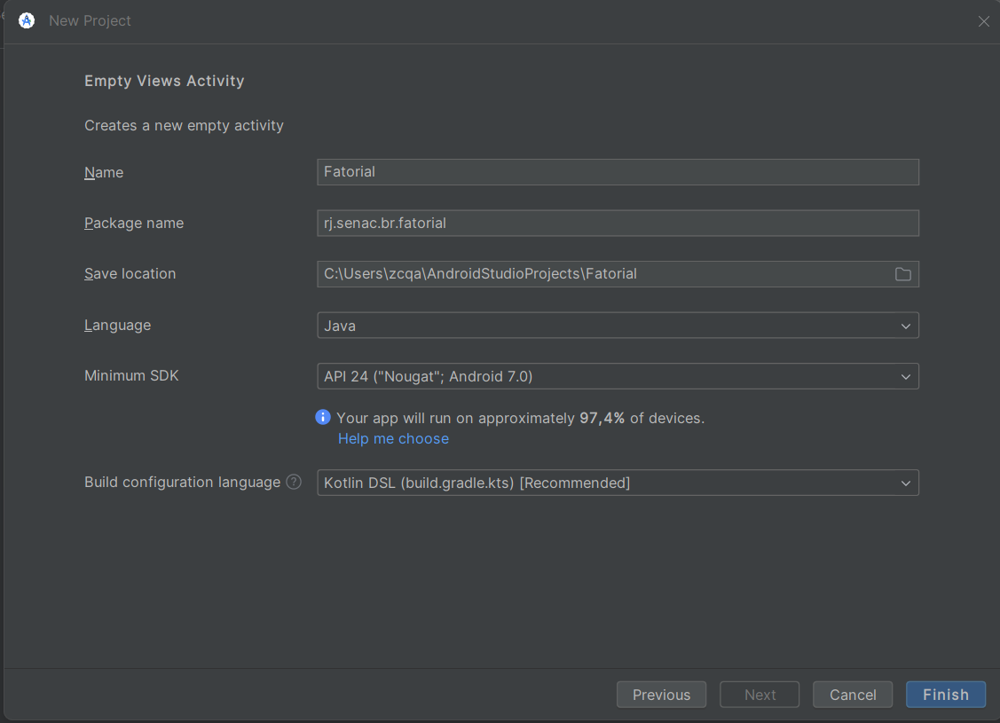 New Project
Empty Views Activity
Creates a new empty activity
Name
Fatorial
Package name
rj.senac.br.fatorial
Save location
C:\Users\zcqa\AndroidStudioProjects\Fatorial
Language
Java
Minimum SDK
API 24 ("Nougat"; Android 7.0)
Your app will run on approximately 97,4% of devices.
Help me choose
Build configuration language ?
Kotlin DSL (build.gradle.kts) [Recommended]
Previous
Next
Cancel
Finish